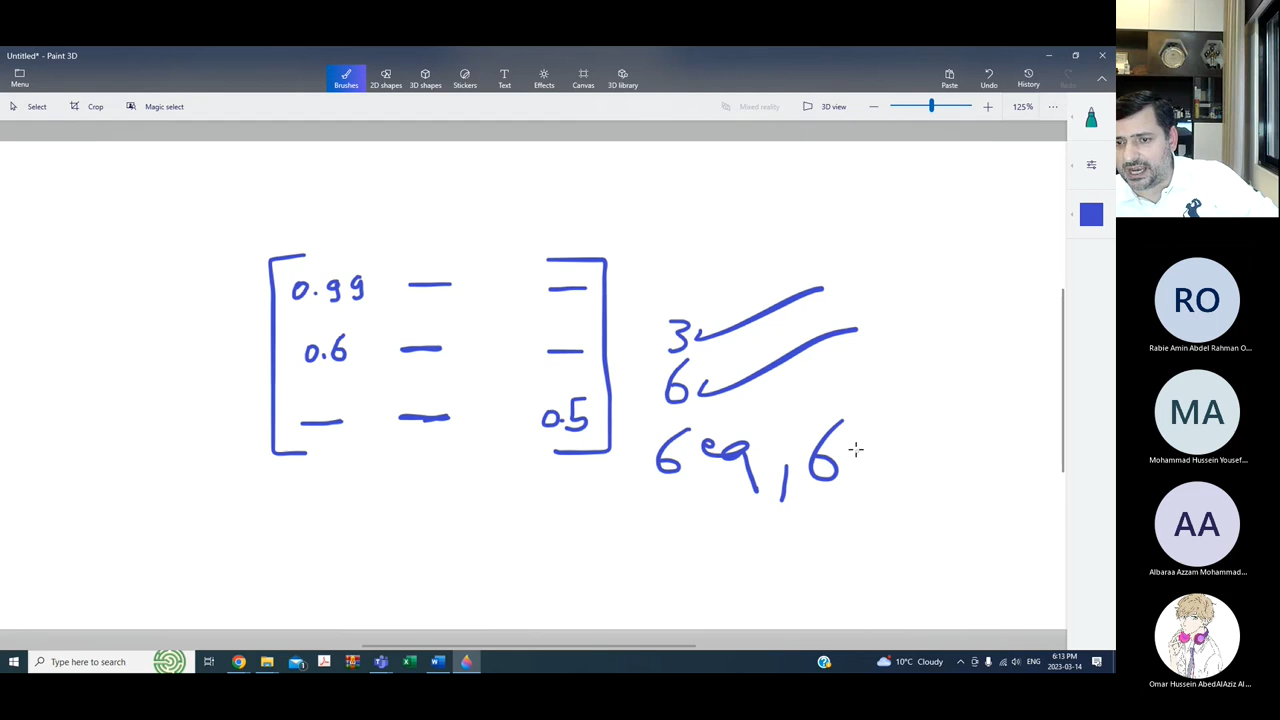 Untitled* - Paint 3D
Menu
Brushes
2D shapes
3D shapes
Stickers
Text
Effects
Canvas
3D library
Paste
Undo
History
Redo
Select
Crop
Magic select
Mixed reality
3D view
125%
0.99 — —
0.6 — —
— — 0.5
3
6
6 eq, 6
RO
Rabie Amin Abdel Rahman O...
MA
Mohammad Hussein Yousef...
AA
Albaraa Azzam Mohammad...
Omar Hussein AbedAlAziz Al...
Type here to search
10°C Cloudy
ENG
6:13 PM
2023-03-14